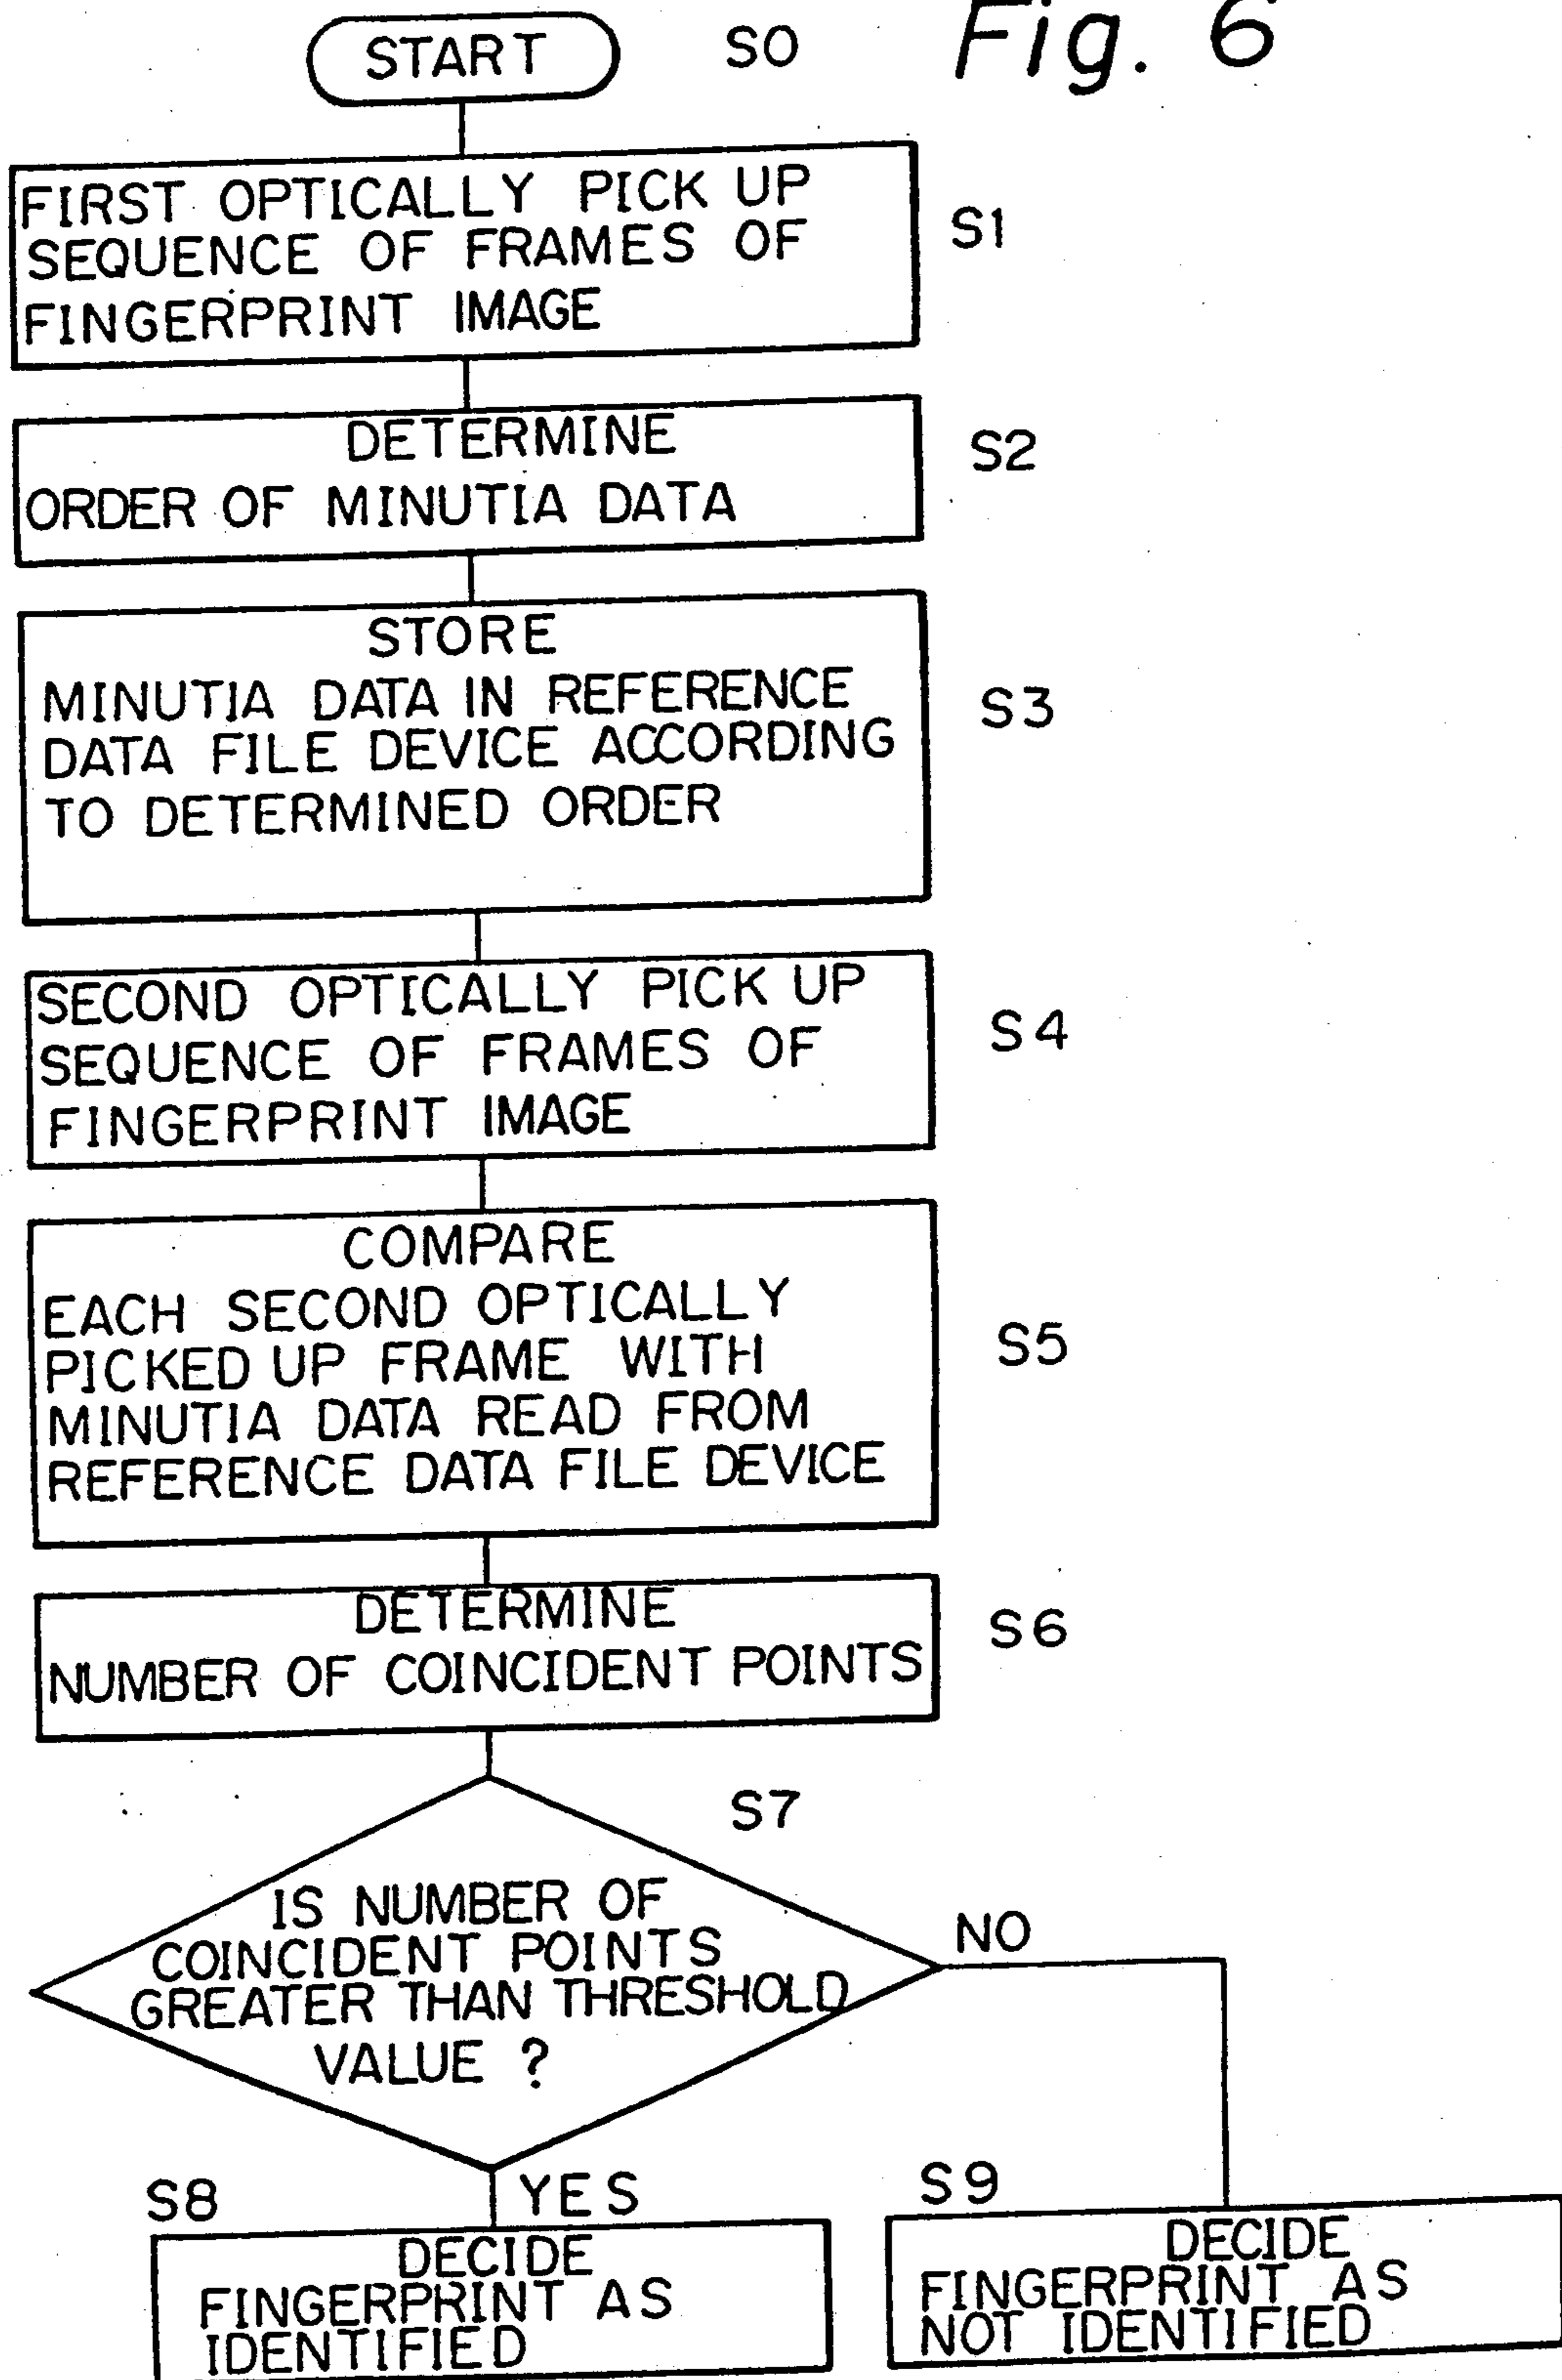 START S0 Fig. 6
FIRST OPTICALLY PICK UP
SEQUENCE OF FRAMES OF
FINGERPRINT IMAGE
S1
DETERMINE
ORDER OF MINUTIA DATA
S2
STORE
MINUTIA DATA IN REFERENCE
DATA FILE DEVICE ACCORDING
TO DETERMINED ORDER
S3
SECOND OPTICALLY PICK UP
SEQUENCE OF FRAMES OF
FINGERPRINT IMAGE
S4
COMPARE
EACH SECOND OPTICALLY
PICKED UP FRAME WITH
MINUTIA DATA READ FROM
REFERENCE DATA FILE DEVICE
S5
DETERMINE
NUMBER OF COINCIDENT POINTS
S6
S7
IS NUMBER OF
COINCIDENT POINTS
GREATER THAN THRESHOLD
VALUE ?
NO
YES
S8
DECIDE
FINGERPRINT AS
IDENTIFIED
S9
DECIDE
FINGERPRINT AS
NOT IDENTIFIED